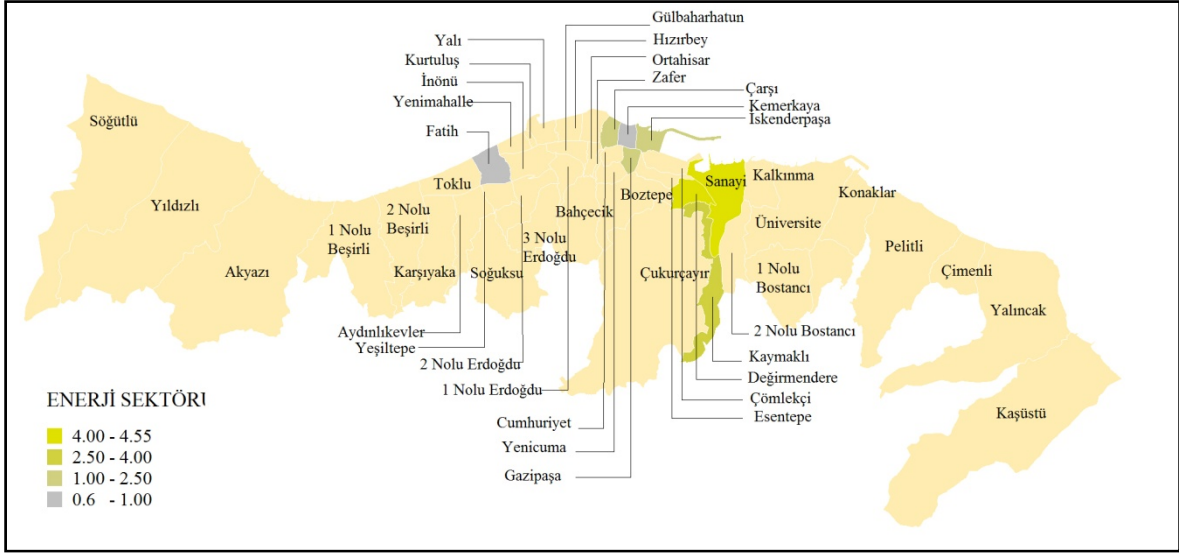 Gülbaharhatun
Yalı
Hızırbey
Kurtuluş
Ortahisar
İnönü
Zafer
Yenimahalle
Çarşı
Kemerkaya
İskenderpaşa
Fatih
Söğütlü
Toklu
Boztepe
Sanayi
Kalkınma
Konaklar
Yıldızlı
2 Nolu
Beşirli
Bahçecik
Üniversite
1 Nolu
Beşirli
3 Nolu
Erdoğdu
Pelitli
Akyazı
Karşıyaka
Soğuksu
Çukurçayır
1 Nolu
Bostancı
Çimenli
Yalıncak
Aydınlıkevler
Yeşiltepe
2 Nolu Bostancı
2 Nolu Erdoğdu
Kaymaklı
1 Nolu Erdoğdu
Değirmendere
Çömlekçi
Cumhuriyet
Esentepe
Kaşüstü
Yenicuma
Gazipaşa
ENERJİ SEKTÖRÜ
4.00 - 4.55
2.50 - 4.00
1.00 - 2.50
0.6 - 1.00